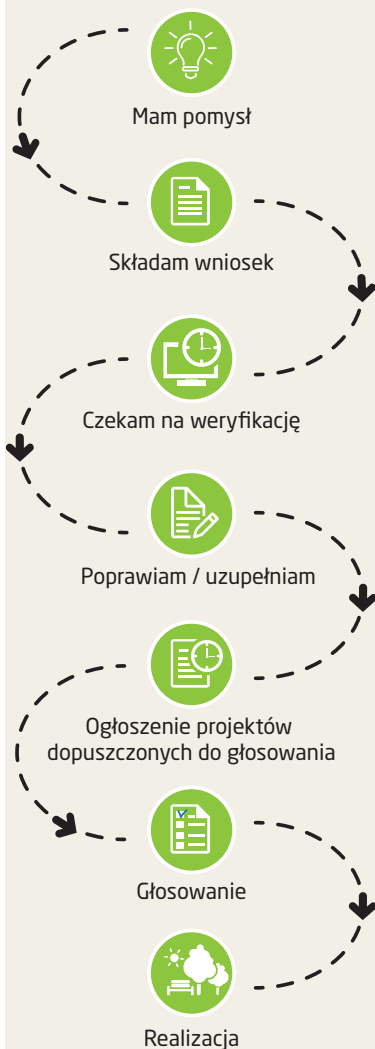 Mam pomysł
Składam wniosek
Czekam na weryfikację
Poprawiam / uzupełniam
Ogłoszenie projektów
dopuszczonych do głosowania
Głosowanie
Realizacja